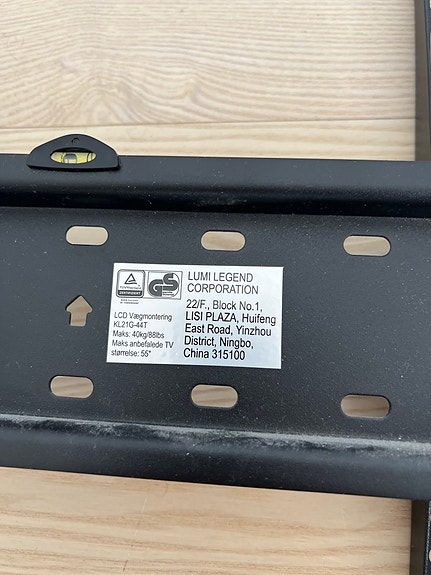 LCD Vægmontering
KL21G-44T
Maks: 40kg/88lbs
Maks anbefalede TV
størrelse: 55"
LUMI LEGEND
CORPORATION
22/F., Block No.1,
LISI PLAZA, Huifeng
East Road, Yinzhou
District, Ningbo,
China 315100